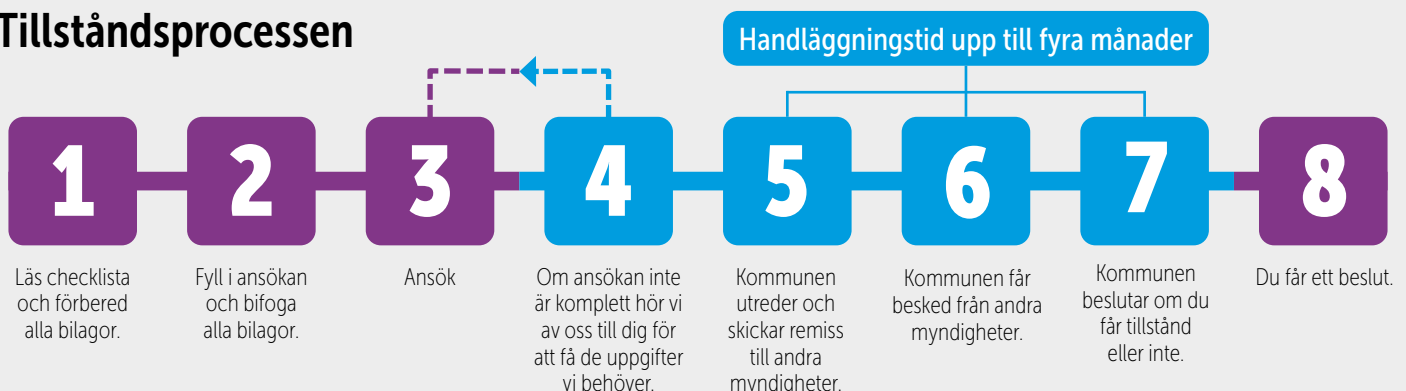 Tillståndsprocessen
Handläggningstid upp till fyra månader
1
2
3
4
5
6
7
8
Läs checklista
och förbered
alla bilagor.
Fyll i ansökan
och bifoga
alla bilagor.
Ansök
Om ansökan inte
är komplett hör vi
av oss till dig för
att få de uppgifter
vi behöver.
Kommunen
utreder och
skickar remiss
till andra
myndigheter.
Kommunen får
besked från andra
myndigheter.
Kommunen
beslutar om du
får tillstånd
eller inte.
Du får ett beslut.